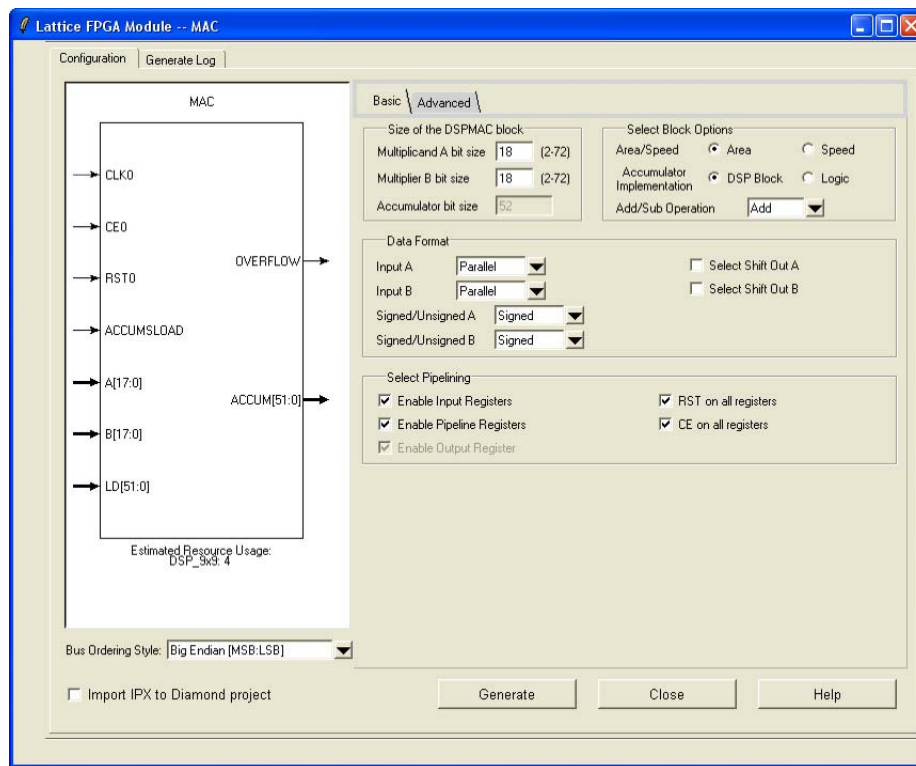 Lattice FPGA Module -- MAC
Configuration
Generate Log
MAC
CLK0
CE0
RST0
ACCUMSLOAD
A[17:0]
B[17:0]
LD[51:0]
OVERFLOW
ACCUM[51:0]
Estimated Resource Usage:
DSP_9x9: 4
Bus Ordering Style: Big Endian [MSB:LSB]
Basic
Advanced
Size of the DSPMAC block
Multiplicand A bit size 18 (2-72)
Multiplier B bit size 18 (2-72)
Accumulator bit size 52
Select Block Options
Area/Speed Area Speed
Accumulator
Implementation DSP Block Logic
Add/Sub Operation Add
Data Format
Input A Parallel Select Shift Out A
Input B Parallel Select Shift Out B
Signed/Unsigned A Signed
Signed/Unsigned B Signed
Select Pipelining
Enable Input Registers RST on all registers
Enable Pipeline Registers CE on all registers
Enable Output Register
Import IPX to Diamond project
Generate
Close
Help